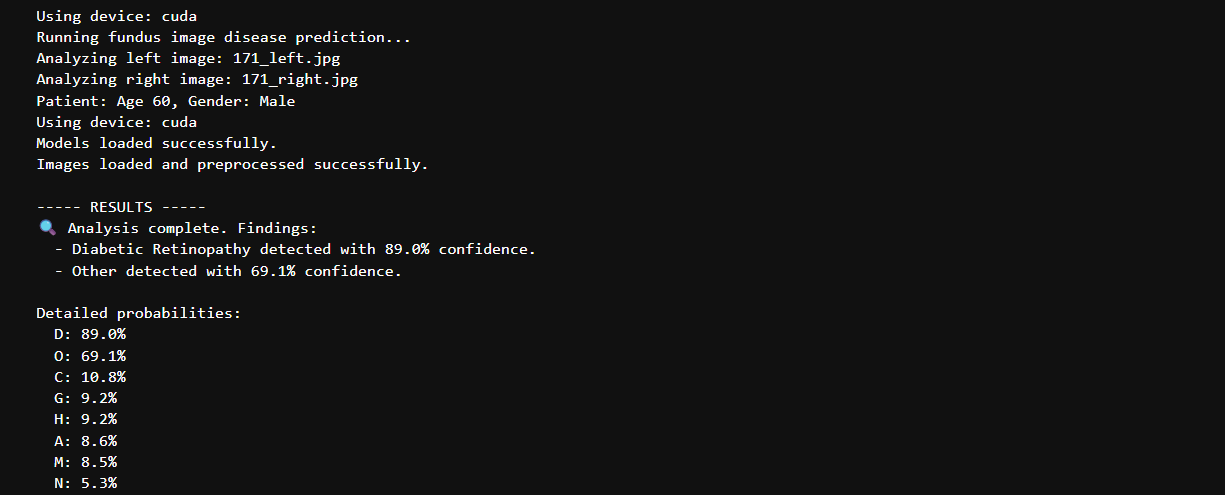 Using device: cuda
Running fundus image disease prediction...
Analyzing left image: 171_left.jpg
Analyzing right image: 171_right.jpg
Patient: Age 60, Gender: Male
Using device: cuda
Models loaded successfully.
Images loaded and preprocessed successfully.
----- RESULTS -----
🔍 Analysis complete. Findings:
- Diabetic Retinopathy detected with 89.0% confidence.
- Other detected with 69.1% confidence.
Detailed probabilities:
D: 89.0%
O: 69.1%
C: 10.8%
G: 9.2%
H: 9.2%
A: 8.6%
M: 8.5%
N: 5.3%